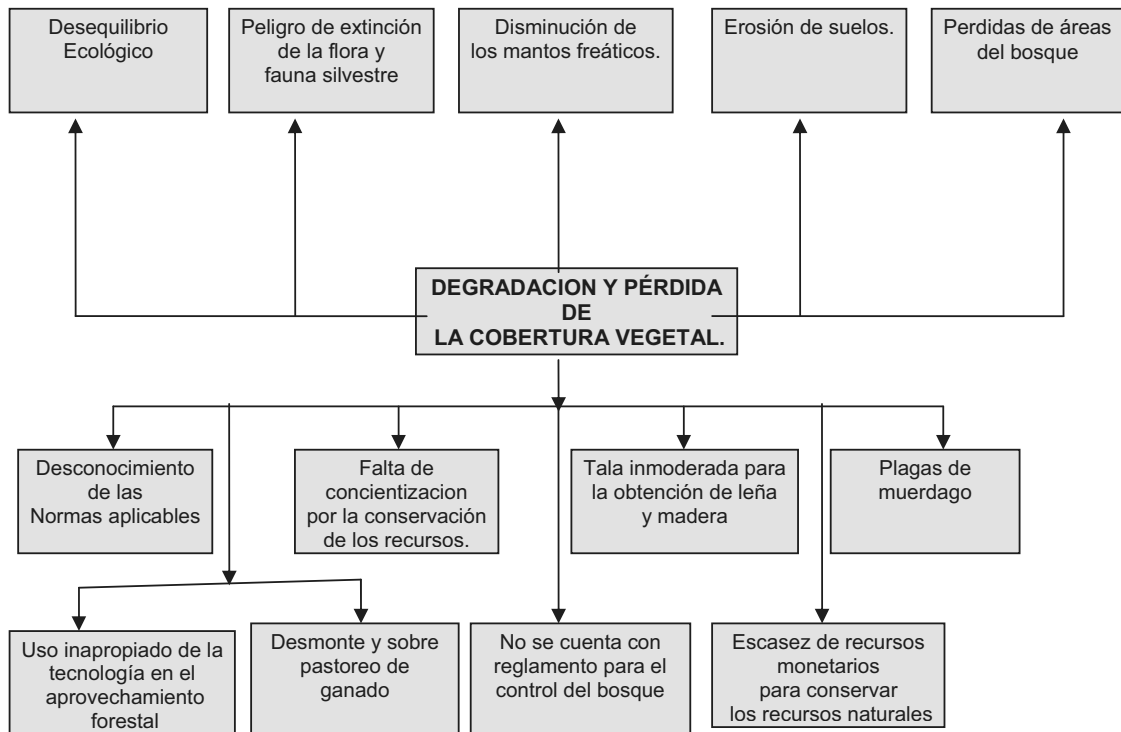 Desequilibrio
Ecológico
Peligro de extinción
de la flora y
fauna silvestre
Disminución de
los mantos freáticos.
Erosión de suelos.
Perdidas de áreas
del bosque
DEGRADACION Y PÉRDIDA
DE
LA COBERTURA VEGETAL.
Desconocimiento
de las
Normas aplicables
Falta de
concientizacion
por la conservación
de los recursos.
Tala inmoderada para
la obtención de leña
y madera
Plagas de
muerdago
Uso inapropiado de la
tecnología en el
aprovechamiento
forestal
Desmonte y sobre
pastoreo de
ganado
No se cuenta con
reglamento para el
control del bosque
Escasez de recursos
monetarios
para conservar
los recursos naturales